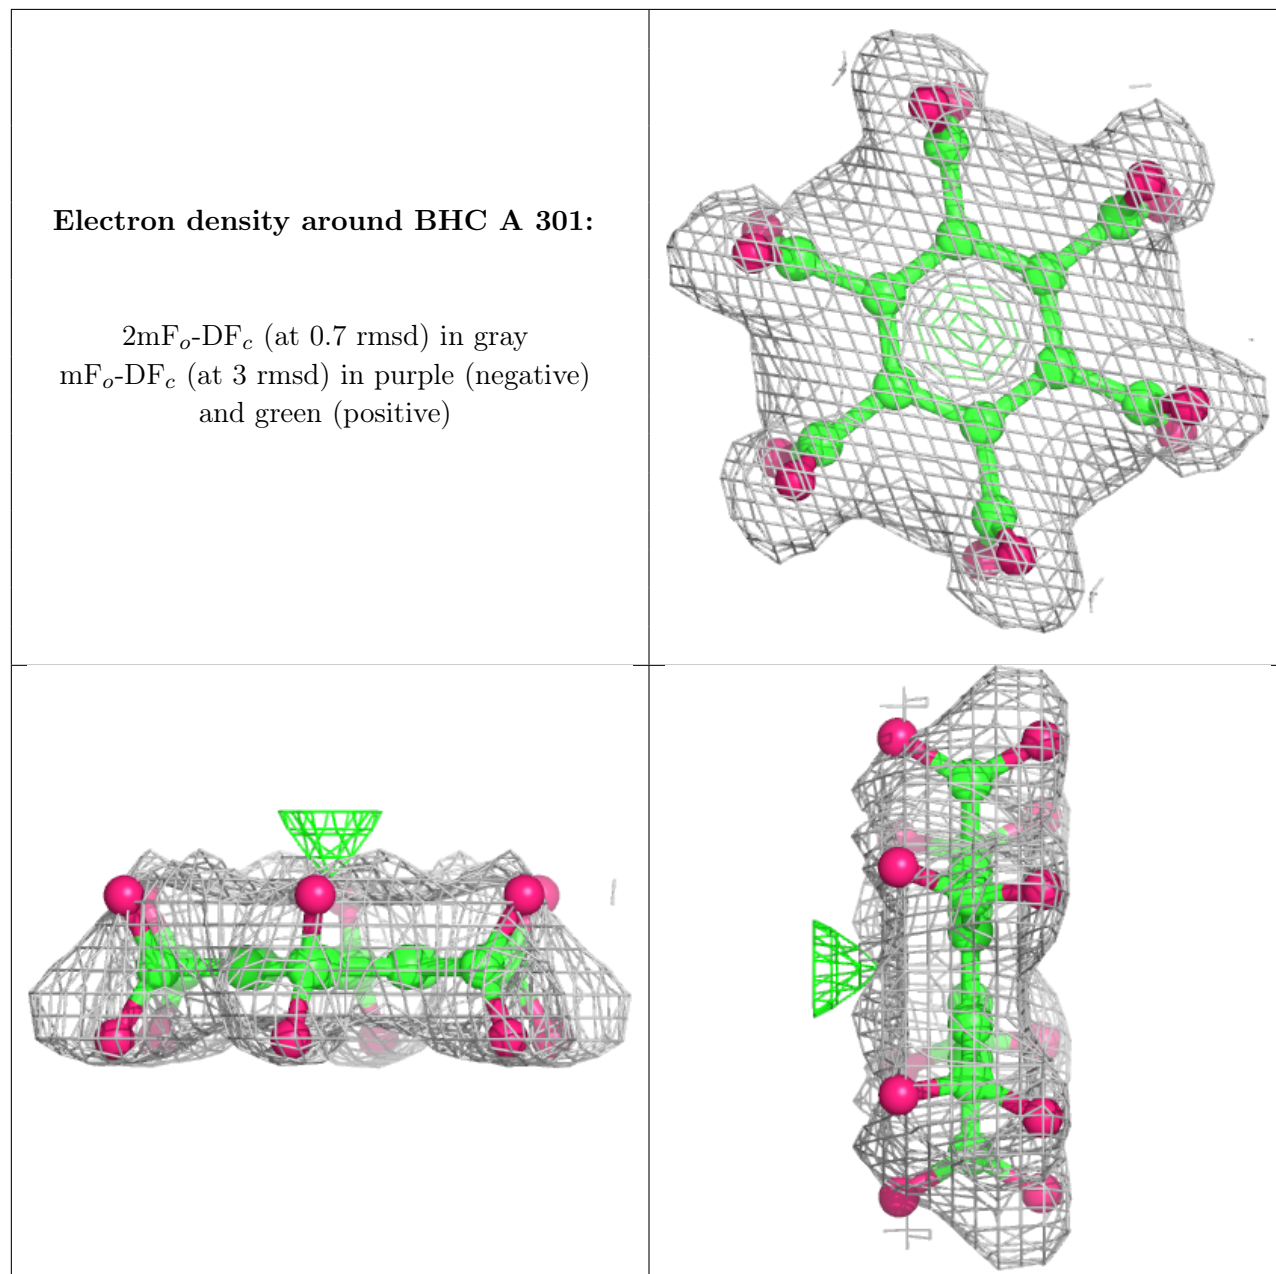 Electron density around BHC A 301:
2mFₒ-DF𝒸 (at 0.7 rmsd) in gray
mFₒ-DF𝒸 (at 3 rmsd) in purple (negative)
and green (positive)